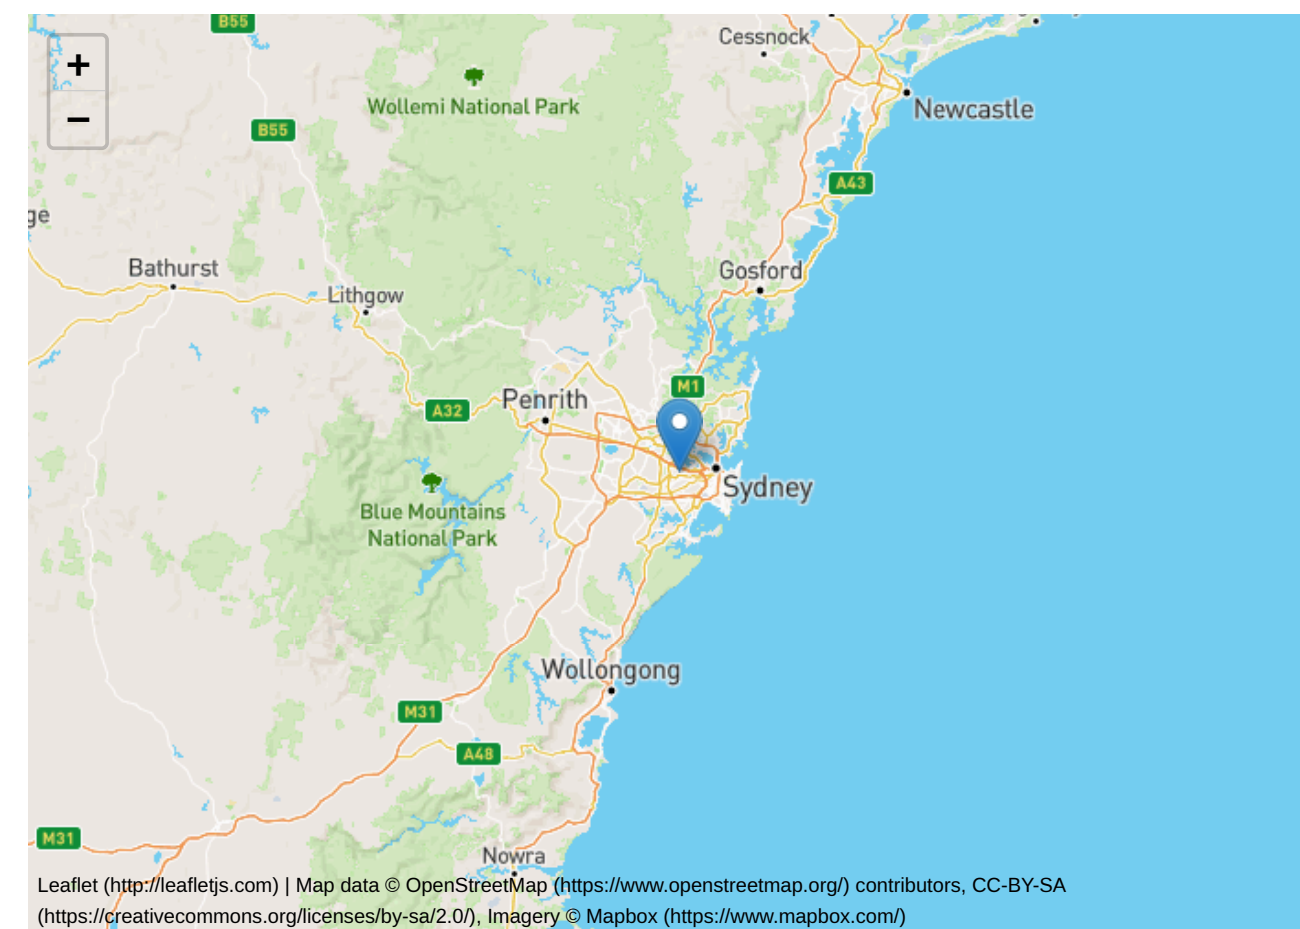 B55
Cessnock
+
Wollemi National Park
Newcastle
−
B55
A43
ge
Bathurst
Gosford
Lithgow
M1
Penrith
A32
Sydney
Blue Mountains
National Park
Wollongong
M31
A48
M31
Nowra
Leaflet (http://leafletjs.com) | Map data © OpenStreetMap (https://www.openstreetmap.org/) contributors, CC-BY-SA
(https://creativecommons.org/licenses/by-sa/2.0/), Imagery © Mapbox (https://www.mapbox.com/)